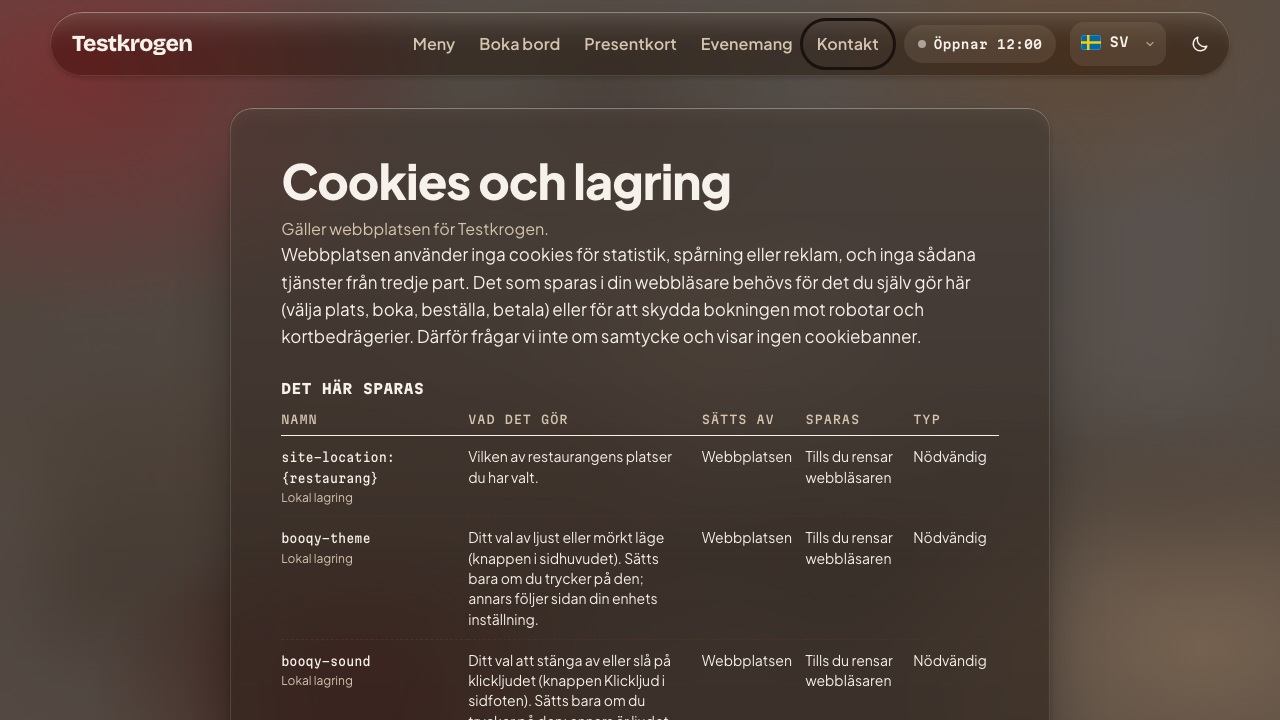 Testkrogen
Meny Boka bord Presentkort Evenemang Kontakt Öppnar 12:00 SV
Cookies och lagring
Gäller webbplatsen för Testkrogen.
Webbplatsen använder inga cookies för statistik, spårning eller reklam, och inga sådana
tjänster från tredje part. Det som sparas i din webbläsare behövs för det du själv gör här
(välja plats, boka, beställa, betala) eller för att skydda bokningen mot robotar och
kortbedrägerier. Därför frågar vi inte om samtycke och visar ingen cookiebanner.
DET HÄR SPARAS
NAMN VAD DET GÖR SÄTTS AV SPARAS TYP
site-location: Vilken av restaurangens platser Webbplatsen Tills du rensar Nödvändig
{restaurang} du har valt. webbläsaren
Lokal lagring
booqy-theme Ditt val av ljust eller mörkt läge Webbplatsen Tills du rensar Nödvändig
Lokal lagring (knappen i sidhuvudet). Sätts webbläsaren
bara om du trycker på den;
annars följer sidan din enhets
inställning.
booqy-sound Ditt val att stänga av eller slå på Webbplatsen Tills du rensar Nödvändig
Lokal lagring klickljudet (knappen Klickljud i webbläsaren
sidfoten). Sätts bara om du